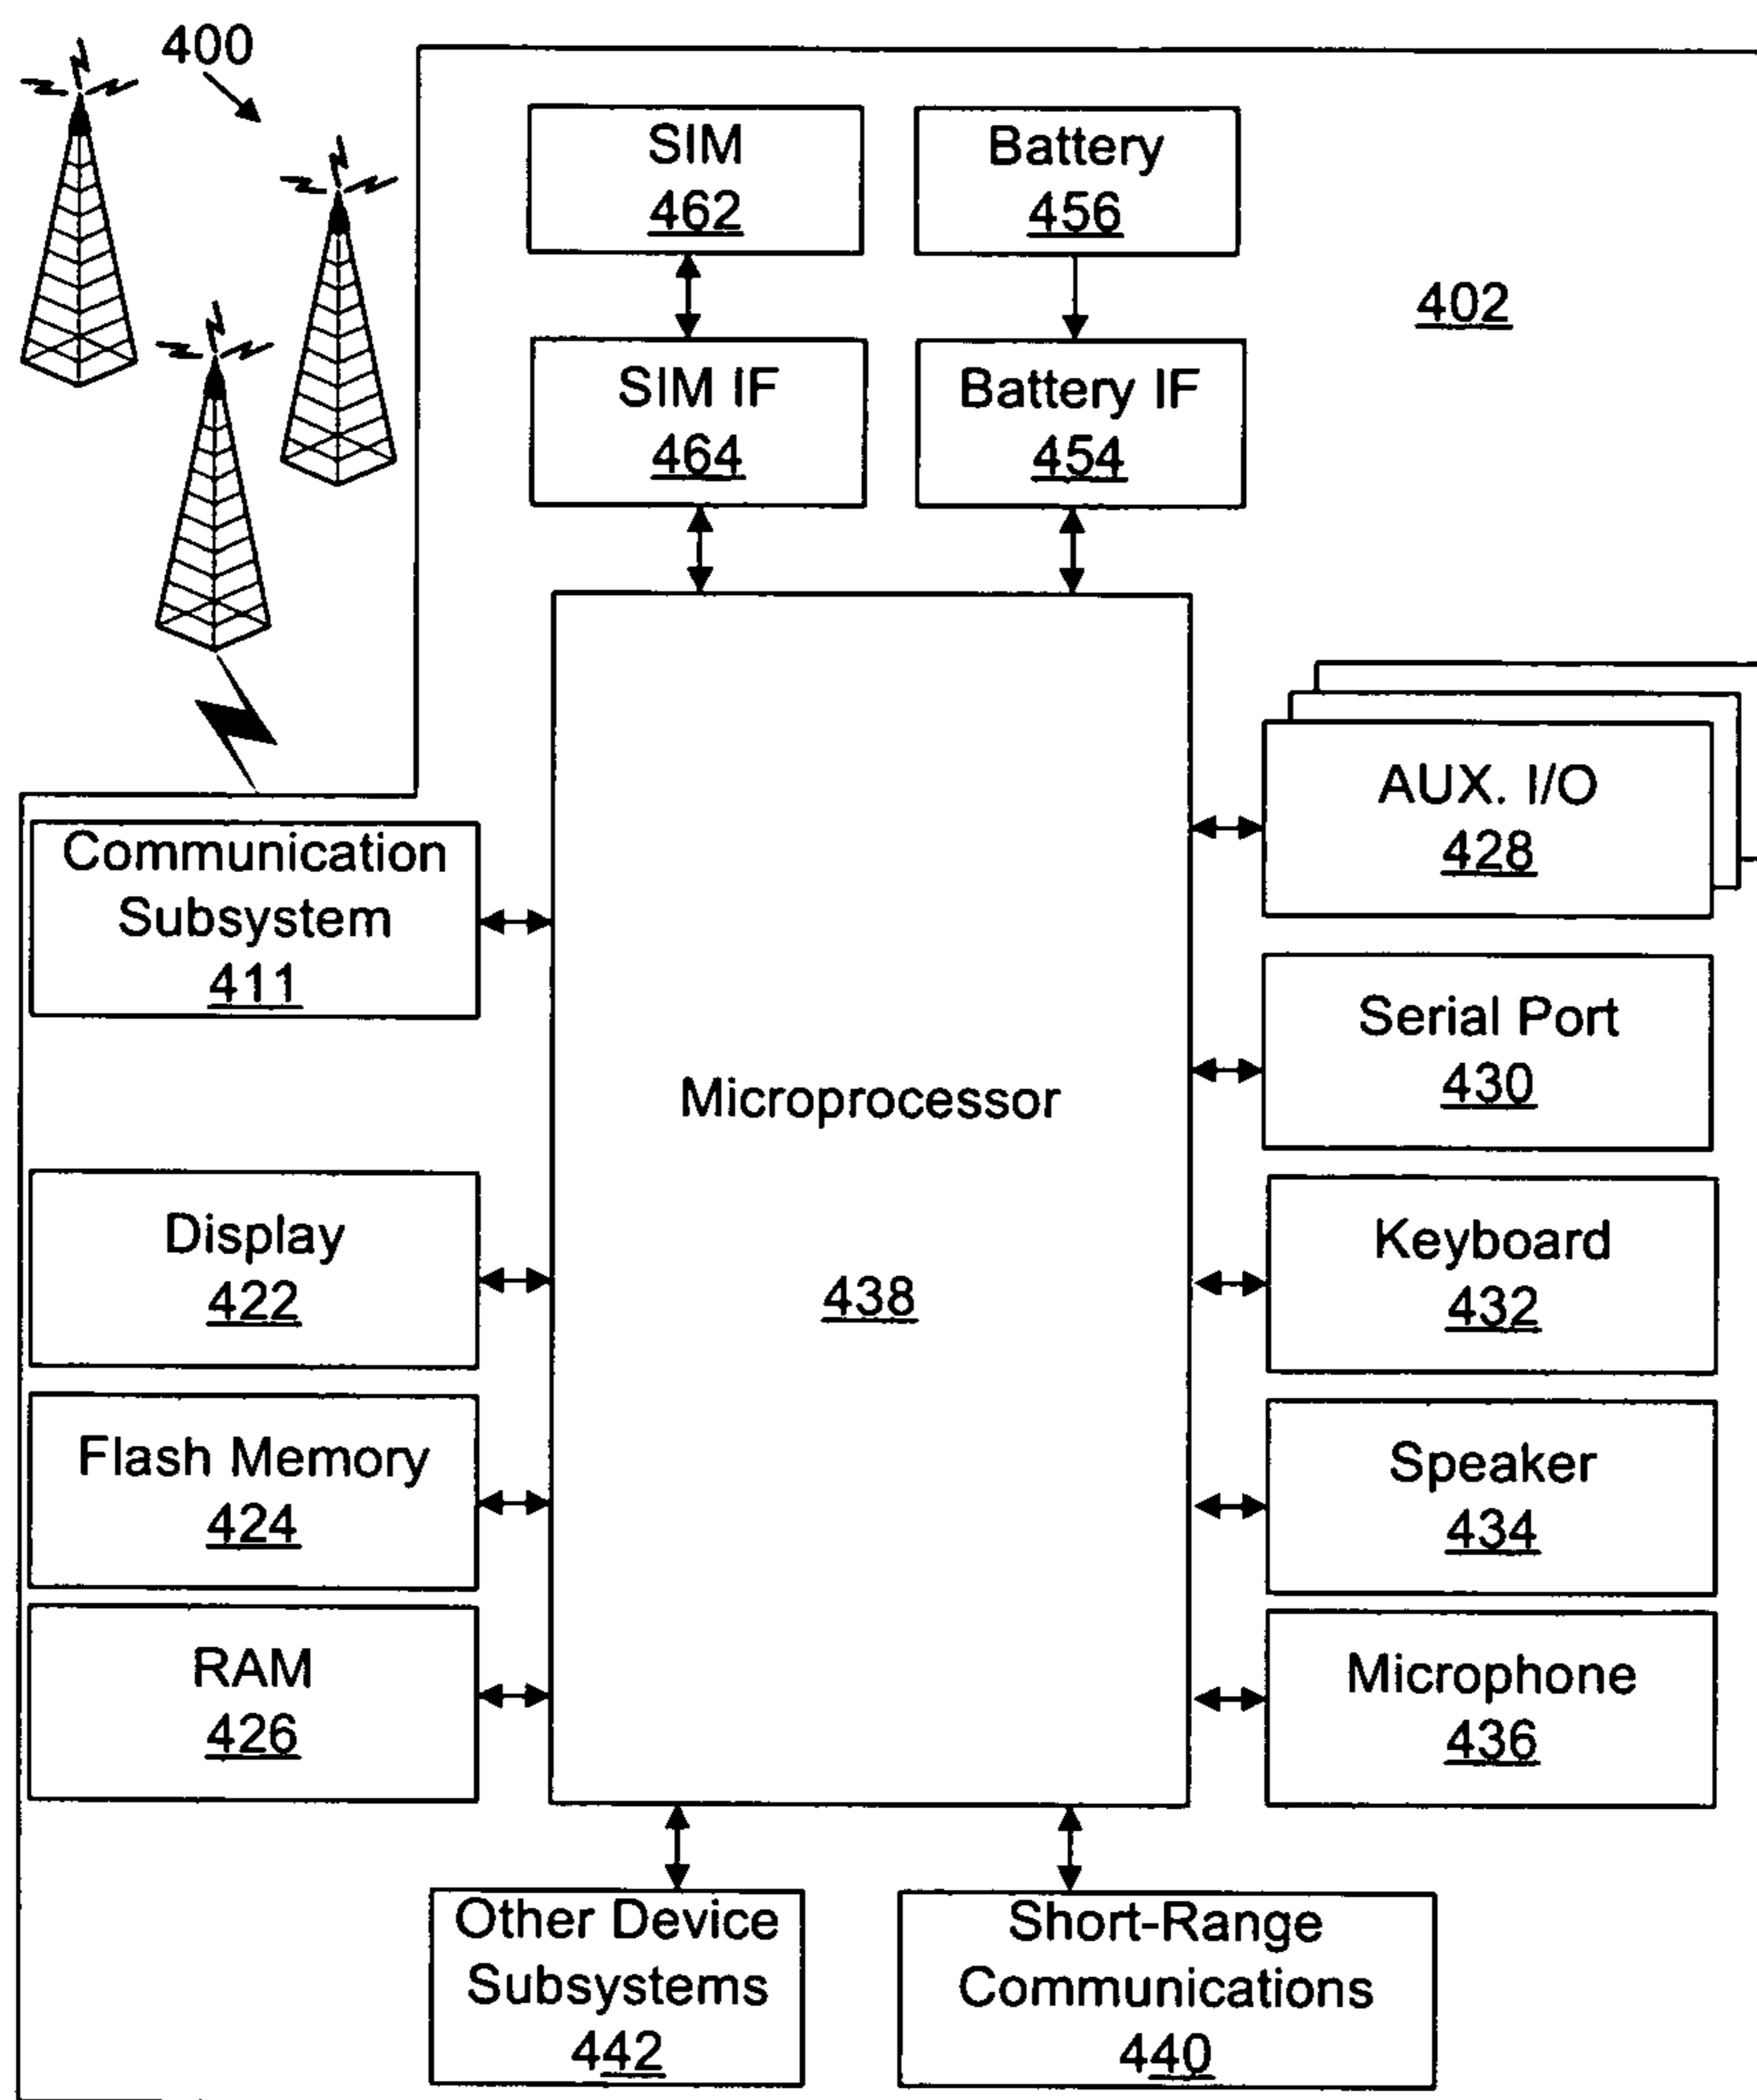 400
SIM
462
Battery
456
402
SIM IF
464
Battery IF
454
AUX. I/O
428
Communication
Subsystem
411
Serial Port
430
Microprocessor
438
Display
422
Keyboard
432
Flash Memory
424
Speaker
434
RAM
426
Microphone
436
Other Device
Subsystems
442
Short-Range
Communications
440